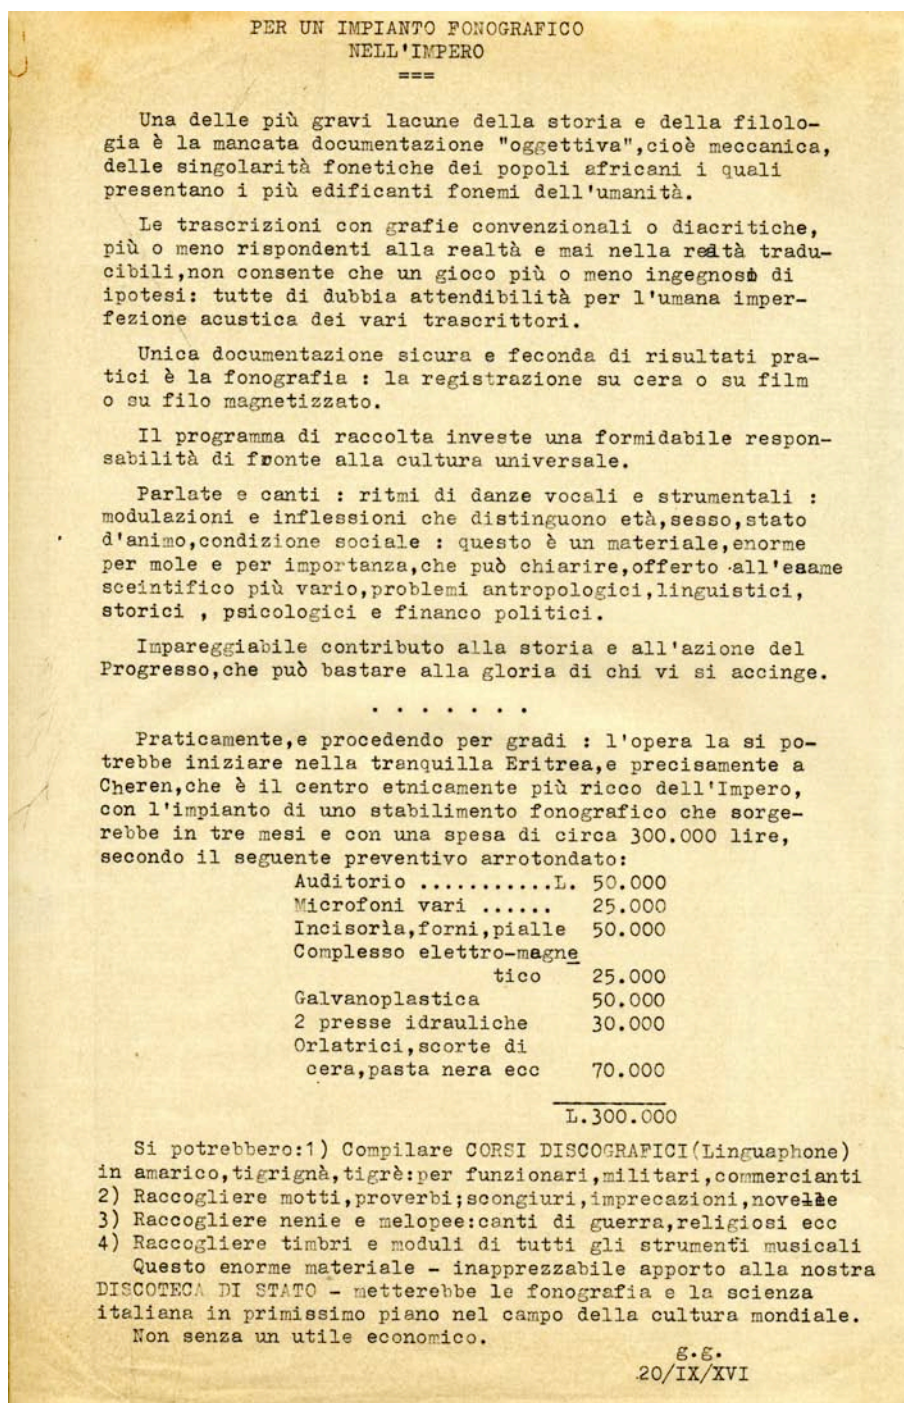 PER UN IMPIANTO FONOGRAFICO
NELL'IMPERO
===
Una delle più gravi lacune della storia e della filolo-
gia è la mancata documentazione "oggettiva",cioè meccanica,
delle singolarità fonetiche dei popoli africani i quali
presentano i più edificanti fonemi dell'umanità.
Le trascrizioni con grafie convenzionali o diacritiche,
più o meno rispondenti alla realtà e mai nella realtà tradu-
cibili,non consente che un gioco più o meno ingegnoso di
ipotesi: tutte di dubbia attendibilità per l'umana imper-
fezione acustica dei vari trascrittori.
Unica documentazione sicura e feconda di risultati pra-
tici è la fonografia : la registrazione su cera o su film
o su filo magnetizzato.
Il programma di raccolta investe una formidabile respon-
sabilità di fronte alla cultura universale.
Parlate e canti : ritmi di danze vocali e strumentali :
modulazioni e inflessioni che distinguono età,sesso,stato
d'animo,condizione sociale : questo è un materiale,enorme
per mole e per importanza,che può chiarire,offerto all'esame
sceintifico più vario,problemi antropologici,linguistici,
storici , psicologici e financo politici.
Impareggiabile contributo alla storia e all'azione del
Progresso,che può bastare alla gloria di chi vi si accinge.
. . . . . . .
Praticamente,e procedendo per gradi : l'opera la si po-
trebbe iniziare nella tranquilla Eritrea,e precisamente a
Cheren,che è il centro etnicamente più ricco dell'Impero,
con l'impianto di uno stabilimento fonografico che sorge-
rebbe in tre mesi e con una spesa di circa 300.000 lire,
secondo il seguente preventivo arrotondato:
Auditorio ...........L. 50.000
Microfoni vari ...... 25.000
Incisorìa,forni,pialle 50.000
Complesso elettro-magne
tico 25.000
Galvanoplastica 50.000
2 presse idrauliche 30.000
Orlatrici,scorte di
cera,pasta nera ecc 70.000
L.300.000
Si potrebbero:1) Compilare CORSI DISCOGRAFICI(Linguaphone)
in amarico,tigrignà,tigrè:per funzionari,militari,commercianti
2) Raccogliere motti,proverbi;scongiuri,imprecazioni,novelle
3) Raccogliere nenie e melopee:canti di guerra,religiosi ecc
4) Raccogliere timbri e moduli di tutti gli strumenti musicali
Questo enorme materiale - inapprezzabile apporto alla nostra
DISCOTECA DI STATO - metterebbe le fonografia e la scienza
italiana in primissimo piano nel campo della cultura mondiale.
Non senza un utile economico.
g.g.
20/IX/XVI